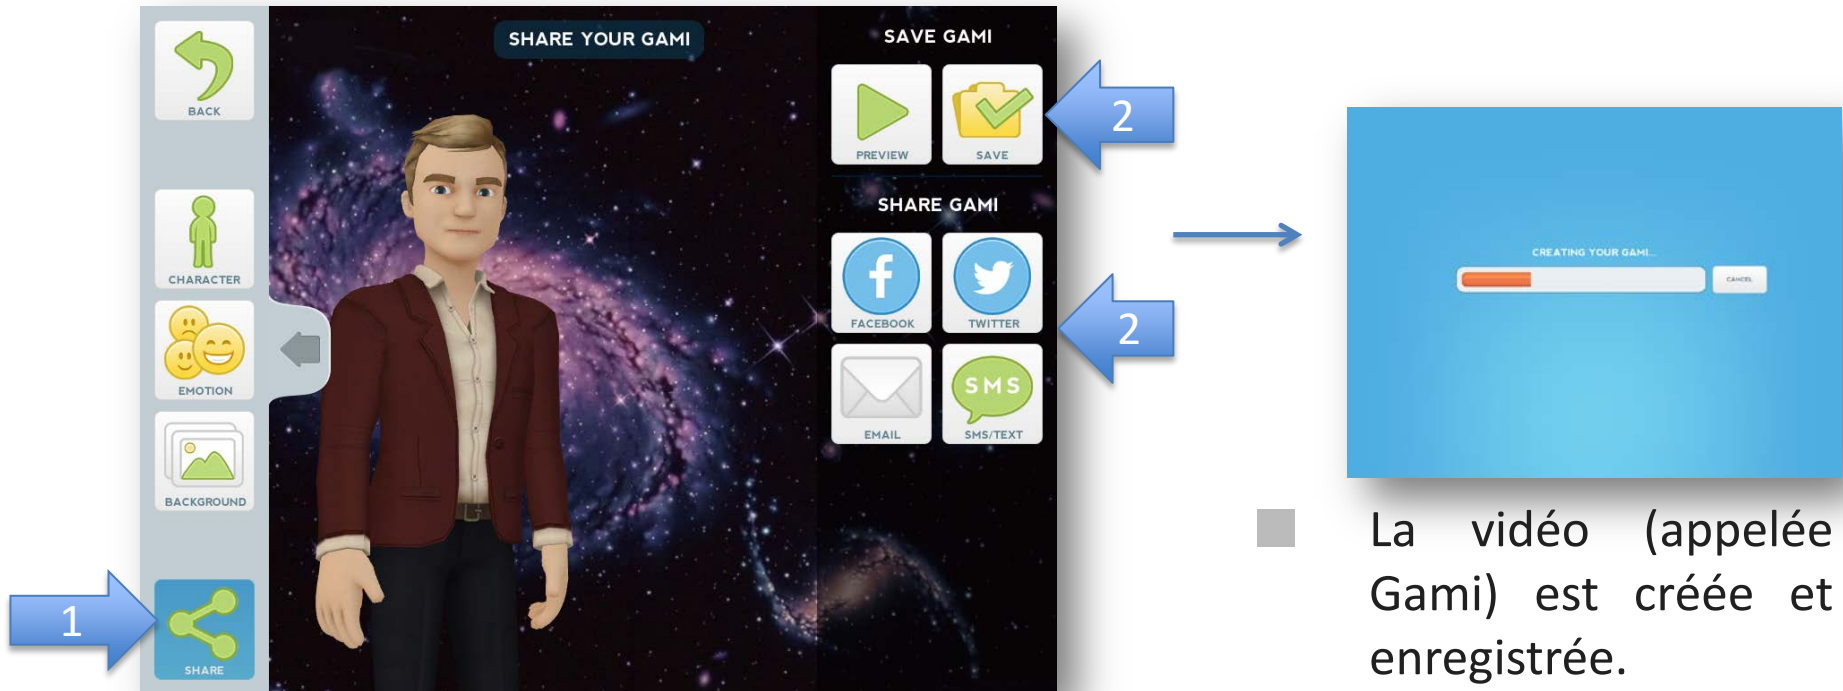 SHARE YOUR GAMI
SAVE GAMI
BACK
PREVIEW
SAVE
2
SHARE GAMI
CHARACTER
f
FACEBOOK
TWITTER
2
EMOTION
SMS
EMAIL
SMS/TEXT
BACKGROUND
1
SHARE
CREATING YOUR GAMI...
CANCEL
La vidéo (appelée
Gami) est créée et
enregistrée.